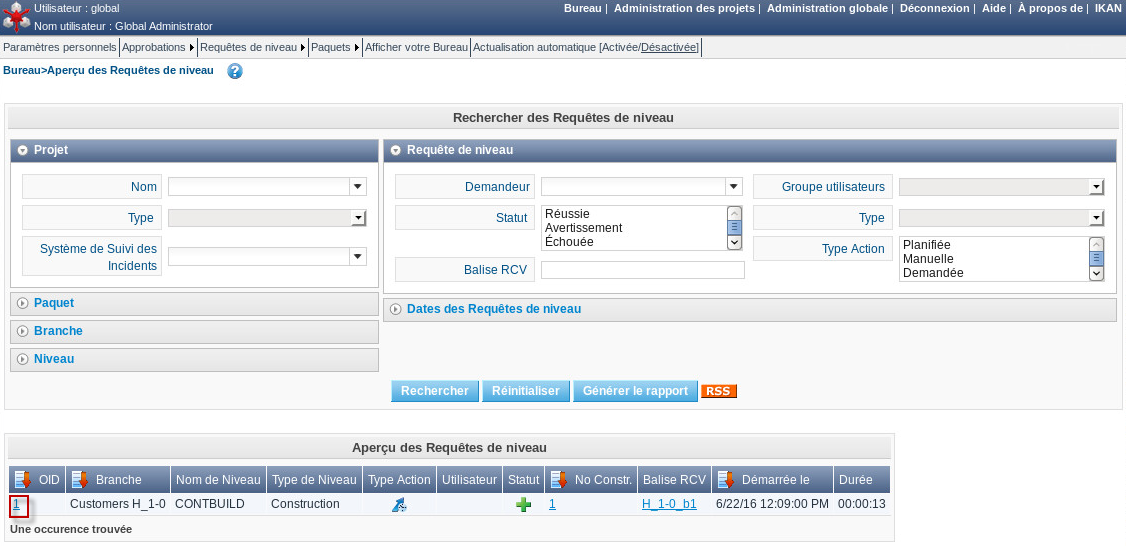 Utilisateur : global
Nom utilisateur : Global Administrator
Bureau | Administration des projets | Administration globale | Déconnexion | Aide | À propos de | IKAN
Paramètres personnels Approbations Requêtes de niveau Paquets Afficher votre Bureau Actualisation automatique [Activée/Désactivée]
Bureau>Aperçu des Requêtes de niveau ?
Rechercher des Requêtes de niveau
Projet
Nom
Type
Système de Suivi des
Incidents
Paquet
Branche
Niveau
Requête de niveau
Demandeur
Statut
Réussie
Avertissement
Échouée
Balise RCV
Groupe utilisateurs
Type
Type Action
Planifiée
Manuelle
Demandée
Dates des Requêtes de niveau
Rechercher Réinitialiser Générer le rapport RSS
Aperçu des Requêtes de niveau
OID Branche Nom de Niveau Type de Niveau Type Action Utilisateur Statut No Constr. Balise RCV Démarrée le Durée
1 Customers H_1-0 CONTBUILD Construction 1 H_1-0_b1 6/22/16 12:09:00 PM 00:00:13
Une occurence trouvée